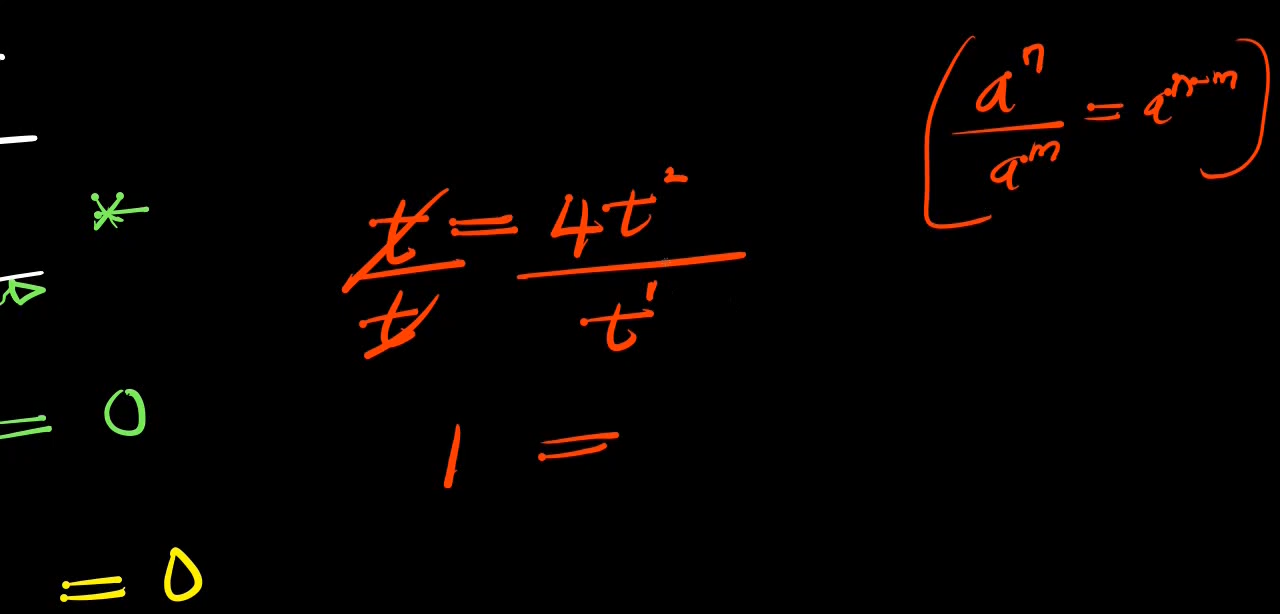 (aⁿ/aᵐ = aⁿ⁻ᵐ)
*
t/t = 4t²/t¹
= 0
1 =
= 0